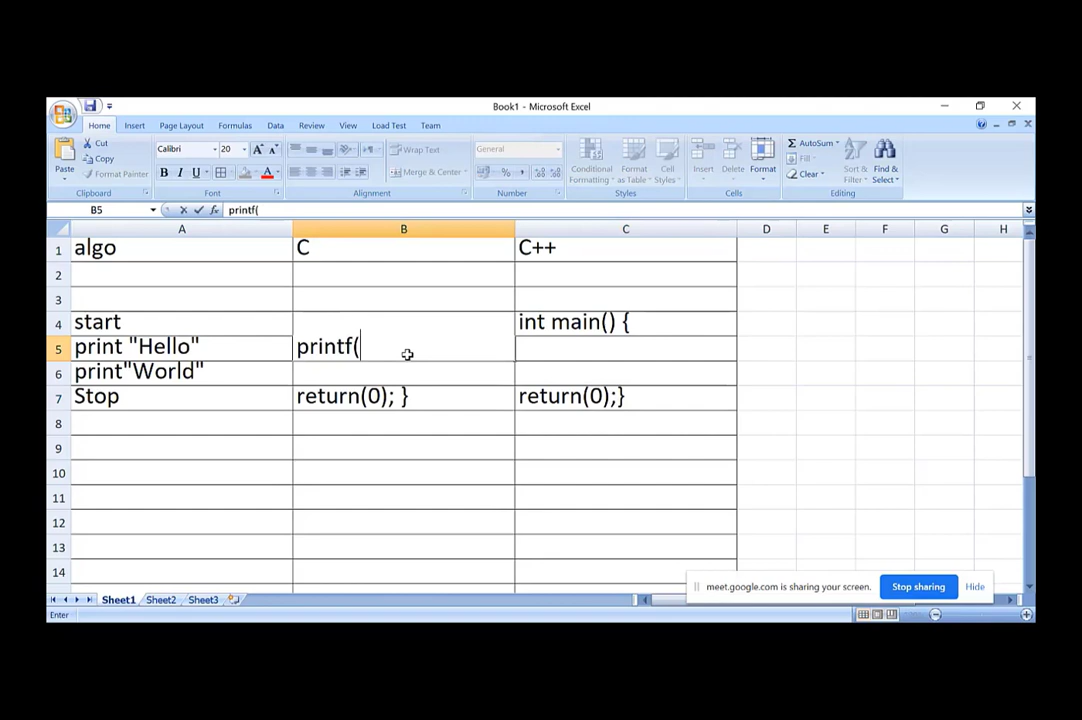 Book1 - Microsoft Excel
Home Insert Page Layout Formulas Data Review View Load Test Team
Cut Calibri 20 Wrap Text General AutoSum
Copy Fill
Paste Format Painter Merge & Center Conditional Formatting Format as Table Cell Styles Insert Delete Format Clear Sort & Filter Find & Select
Clipboard Font Alignment Number Styles Cells Editing
B5 printf(
A B C D E F G H
1 algo C C++
2
3
4 start int main() {
5 print "Hello" printf(
6 print"World"
7 Stop return(0); } return(0);}
8
9
10
11
12
13
14
meet.google.com is sharing your screen. Stop sharing Hide
Sheet1 Sheet2 Sheet3
Enter